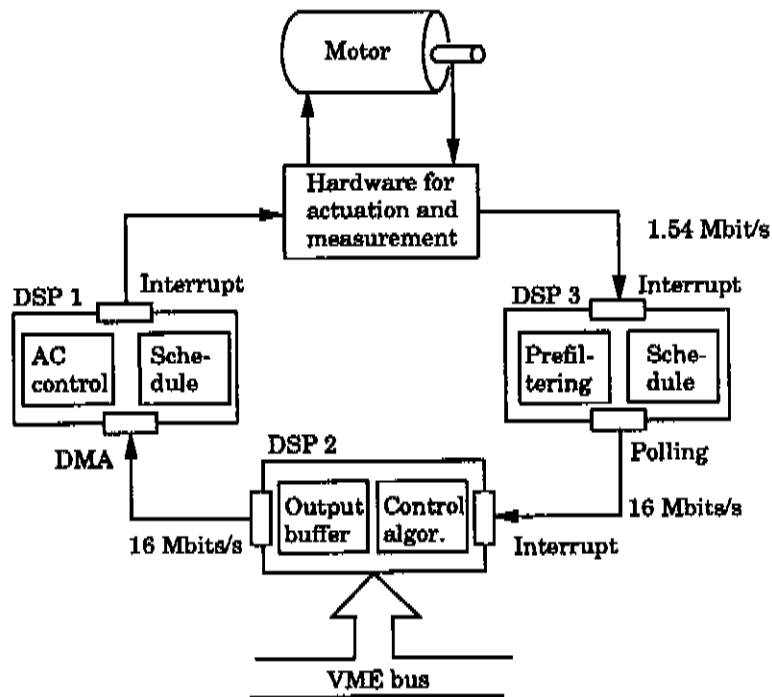 Motor
Hardware for
actuation and
measurement
1.54 Mbit/s
DSP 1
Interrupt
DSP 3
Interrupt
AC
control
Sche-
dule
Prefil-
tering
Sche-
dule
DMA
DSP 2
Polling
16 Mbits/s
Output
buffer
Control
algor.
16 Mbits/s
Interrupt
VME bus